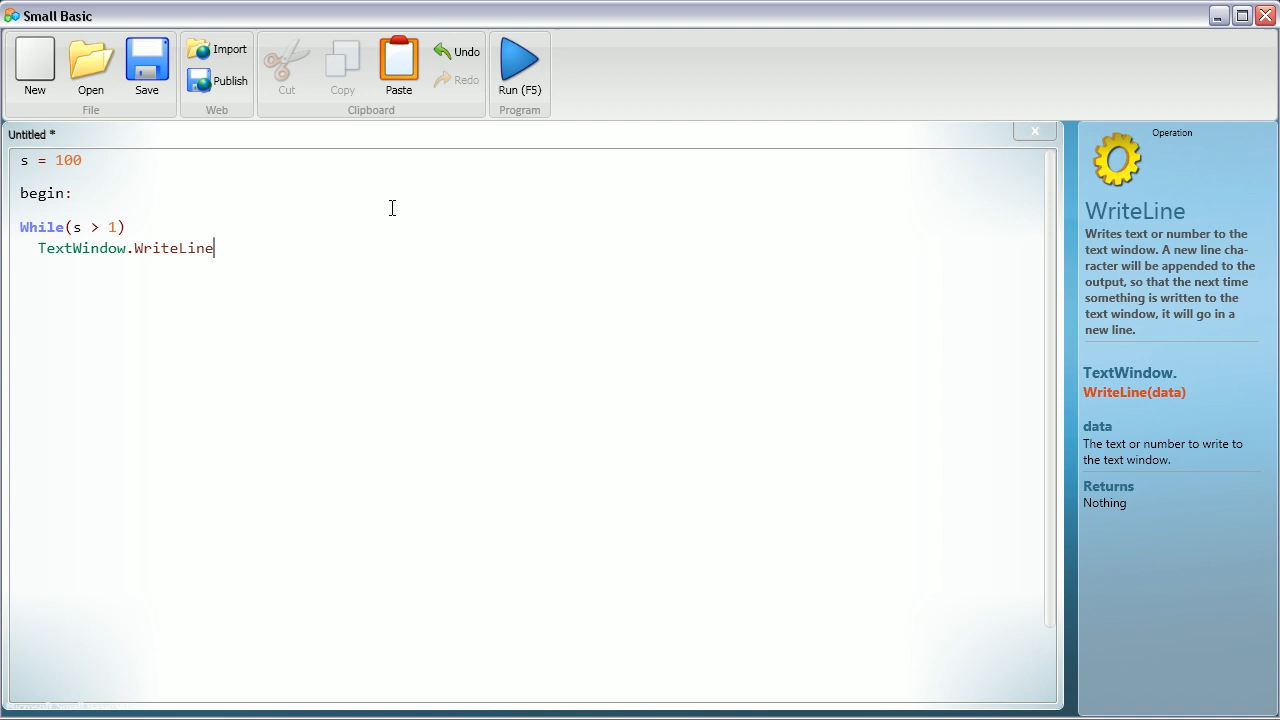 Small Basic
New
Open
Save
File
Import
Publish
Web
Cut
Copy
Paste
Undo
Redo
Clipboard
Run (F5)
Program
Untitled *
s = 100
begin:
While(s > 1)
TextWindow.WriteLine
Operation
WriteLine
Writes text or number to the
text window. A new line cha-
racter will be appended to the
output, so that the next time
something is written to the
text window, it will go in a
new line.
TextWindow.
WriteLine(data)
data
The text or number to write to
the text window.
Returns
Nothing